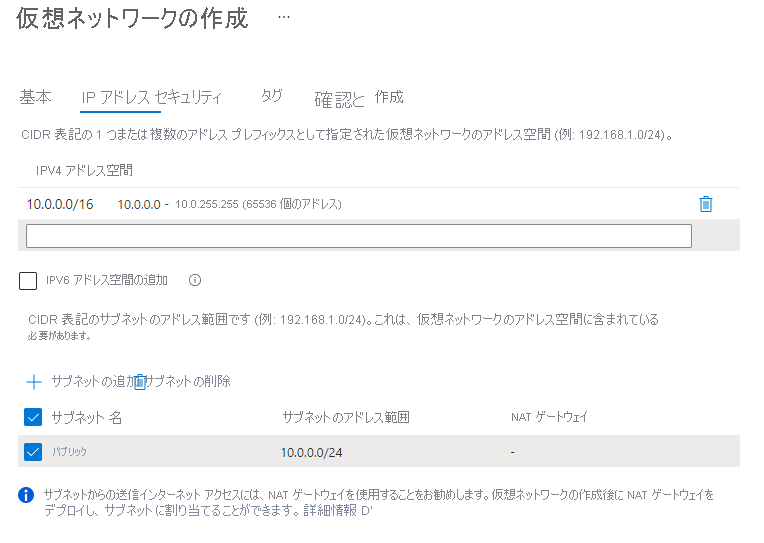 仮想ネットワークの作成 …
基本 IP アドレス セキュリティ タグ 確認と 作成
CIDR 表記の 1 つまたは複数のアドレス プレフィックスとして指定された仮想ネットワークのアドレス空間 (例: 192.168.1.0/24)。
IPV4 アドレス空間
10.0.0.0/16 10.0.0.0 - 10.0.255.255 (65536 個のアドレス)
IPV6 アドレス空間の追加
CIDR 表記のサブネットのアドレス範囲です (例: 192.168.1.0/24)。これは、仮想ネットワークのアドレス空間に含まれている
必要があります。
サブネットの追加 サブネットの削除
サブネット 名 サブネットのアドレス範囲 NAT ゲートウェイ
パブリック 10.0.0.0/24 -
サブネットからの送信インターネット アクセスには、NAT ゲートウェイを使用することをお勧めします。仮想ネットワークの作成後に NAT ゲートウェイを
デプロイし、サブネットに割り当てることができます。詳細情報 D'